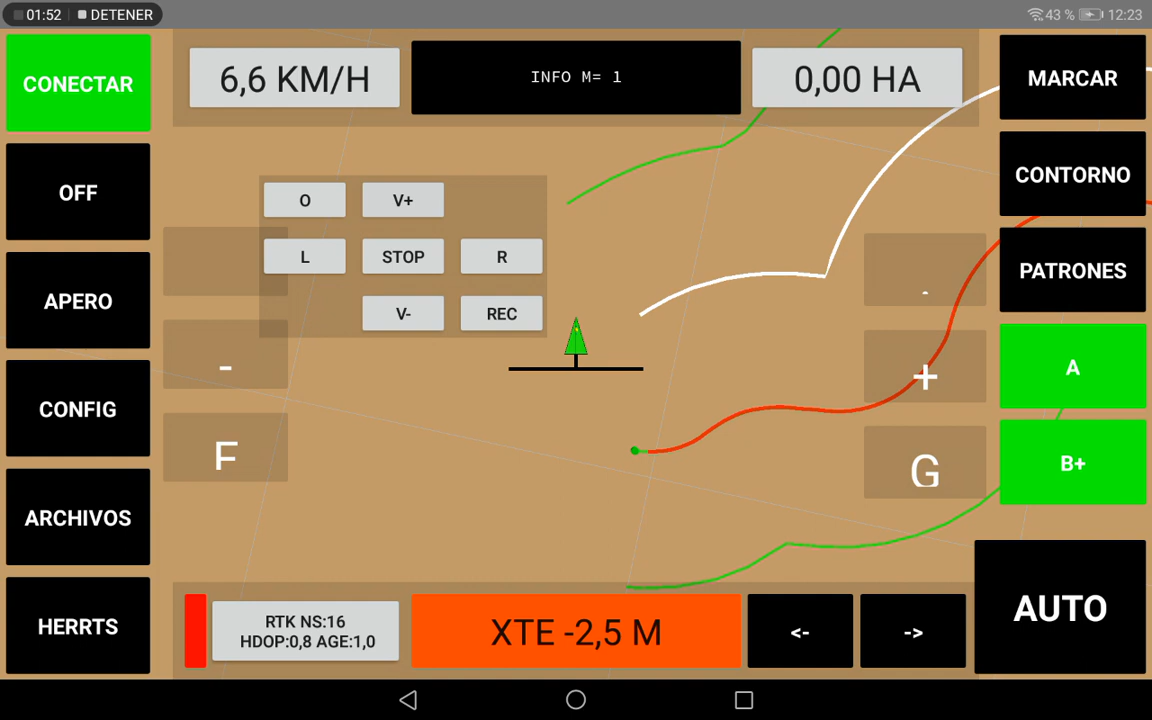 01:52 DETENER
43 % 12:23
CONECTAR
6,6 KM/H
INFO M= 1
0,00 HA
MARCAR
OFF
O
V+
CONTORNO
L
STOP
R
PATRONES
APERO
V-
REC
-
+
A
CONFIG
F
G
B+
ARCHIVOS
HERRTS
RTK NS:16
HDOP:0,8 AGE:1,0
XTE -2,5 M
<-
->
AUTO